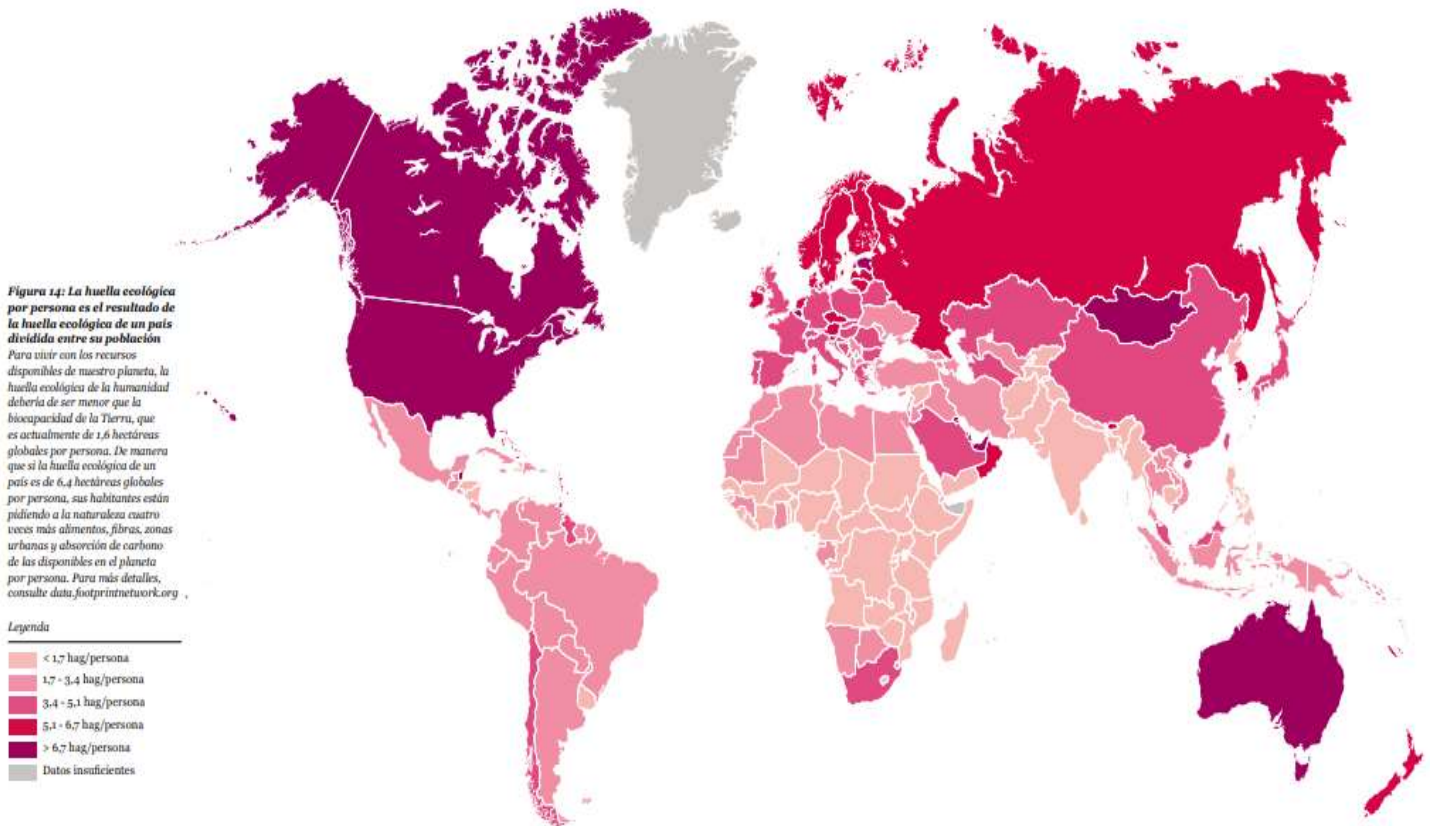 Figura 14: La huella ecológica
por persona es el resultado de
la huella ecológica de un país
dividida entre su población
Para vivir con los recursos
disponibles de nuestro planeta, la
huella ecológica de la humanidad
debería de ser menor que la
biocapacidad de la Tierra, que
es actualmente de 1,6 hectáreas
globales por persona. De manera
que si la huella ecológica de un
país es de 6,4 hectáreas globales
por persona, sus habitantes están
pidiendo a la naturaleza cuatro
veces más alimentos, fibras, zonas
urbanas y absorción de carbono
de las disponibles en el planeta
por persona. Para más detalles,
consulte data.footprintnetwork.org
Leyenda
< 1,7 hag/persona
1,7 - 3,4 hag/persona
3,4 - 5,1 hag/persona
5,1 - 6,7 hag/persona
> 6,7 hag/persona
Datos insuficientes